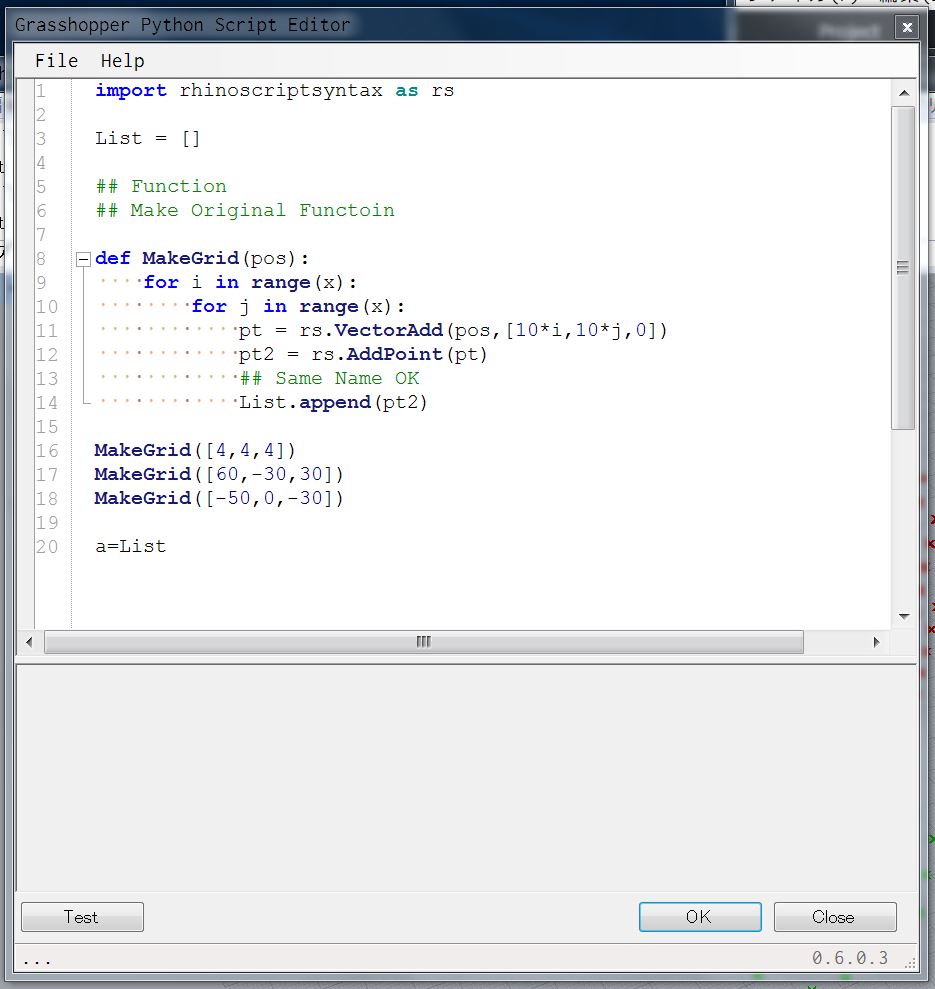 Grasshopper Python Script Editor
File Help
1 import rhinoscriptsyntax as rs
2
3 List = []
4
5 ## Function
6 ## Make Original Functoin
7
8 def MakeGrid(pos):
9 ····for i in range(x):
10 ········for j in range(x):
11 ············pt = rs.VectorAdd(pos,[10*i,10*j,0])
12 ············pt2 = rs.AddPoint(pt)
13 ············## Same Name OK
14 ············List.append(pt2)
15
16 MakeGrid([4,4,4])
17 MakeGrid([60,-30,30])
18 MakeGrid([-50,0,-30])
19
20 a=List
Test OK Close
... 0.6.0.3